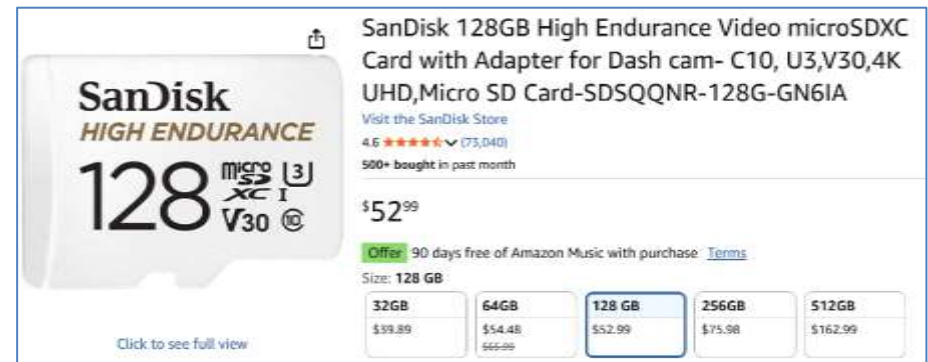 SanDisk
HIGH ENDURANCE
128
micro
SD
XC I
U3
V30
10
Click to see full view
SanDisk 128GB High Endurance Video microSDXC
Card with Adapter for Dash cam- C10, U3,V30,4K
UHD,Micro SD Card-SDSQQNR-128G-GN6IA
Visit the SanDisk Store
4.6 (73,040)
500+ bought in past month
$52.99
Offer 90 days free of Amazon Music with purchase Terms
Size: 128 GB
32GB 64GB 128 GB 256GB 512GB
$39.89 $54.48 $52.99 $75.98 $162.99